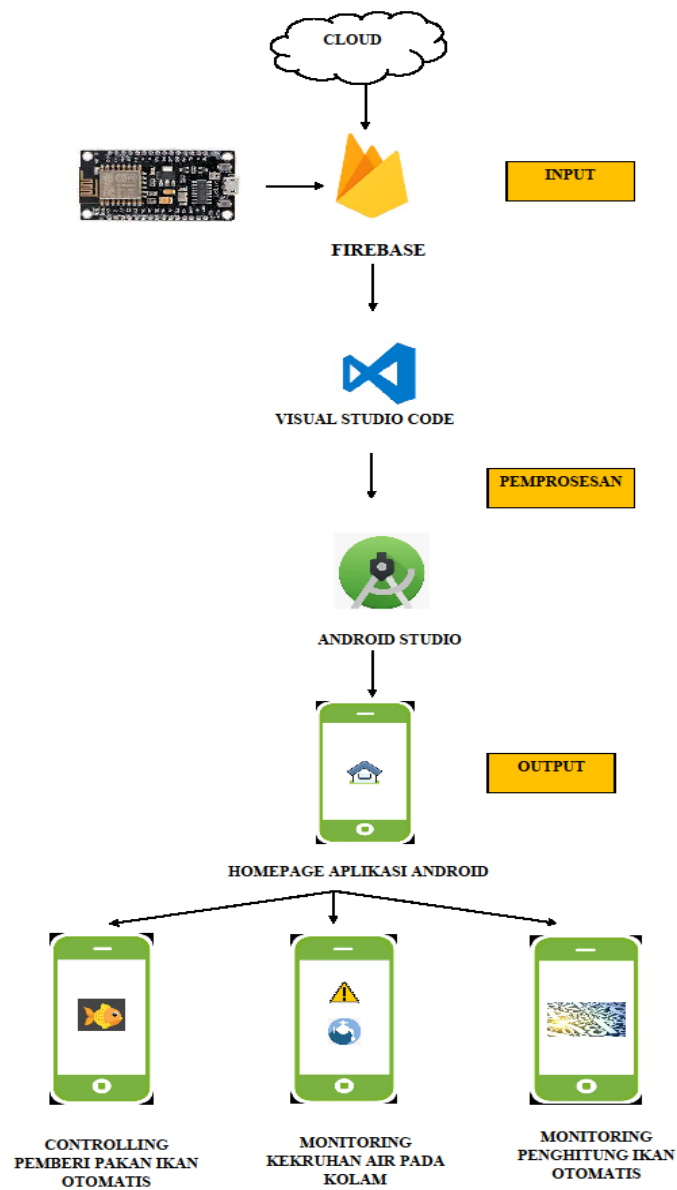 CLOUD
INPUT
FIREBASE
VISUAL STUDIO CODE
PEMPROSESAN
ANDROID STUDIO
OUTPUT
HOMEPAGE APLIKASI ANDROID
CONTROLLING
PEMBERI PAKAN IKAN
OTOMATIS
MONITORING
KEKRUHAN AIR PADA
KOLAM
MONITORING
PENGHITUNG IKAN
OTOMATIS